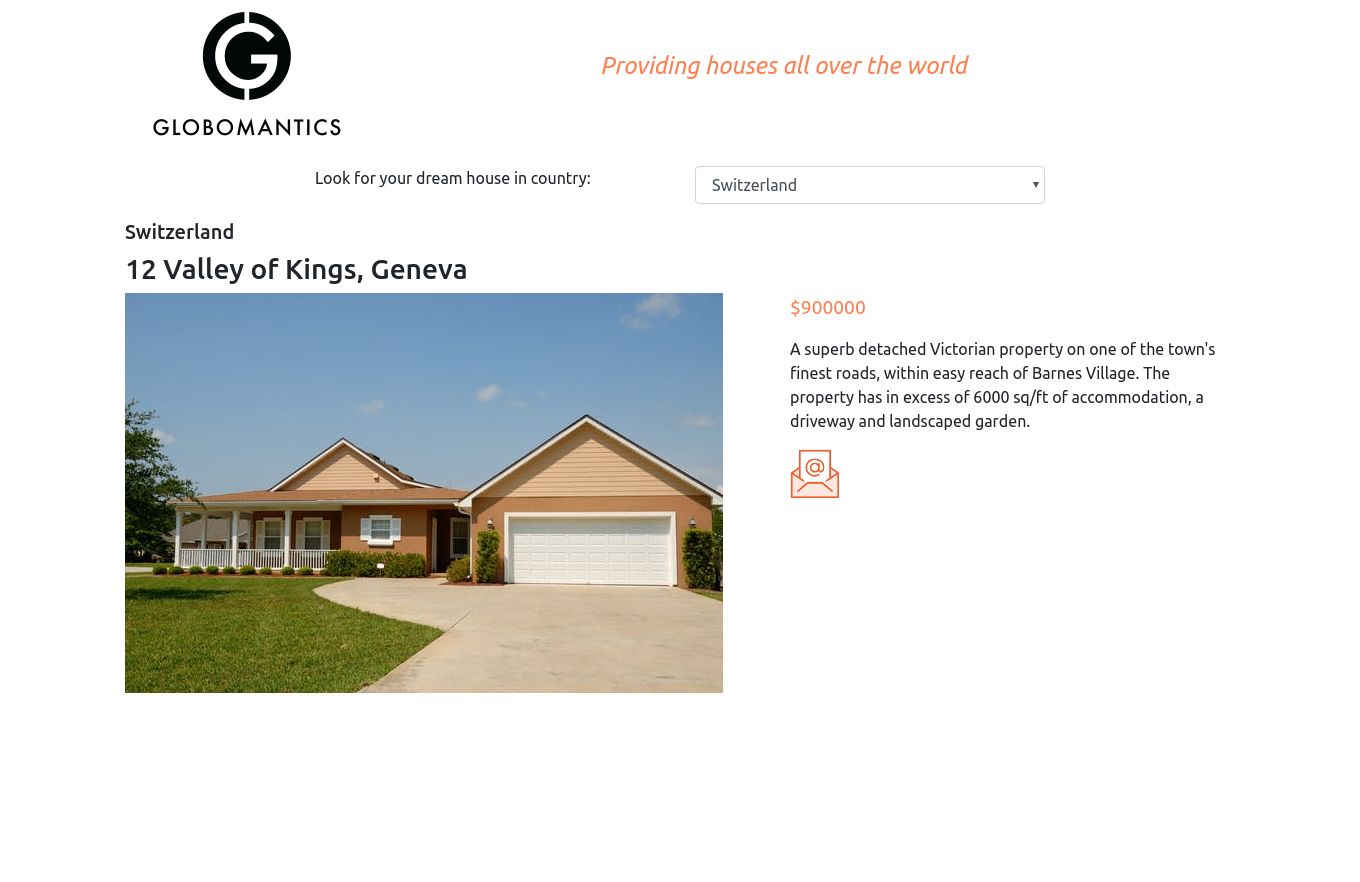 GLOBOMANTICS
Providing houses all over the world
Look for your dream house in country:
Switzerland
Switzerland
12 Valley of Kings, Geneva
$900000
A superb detached Victorian property on one of the town's
finest roads, within easy reach of Barnes Village. The
property has in excess of 6000 sq/ft of accommodation, a
driveway and landscaped garden.
@